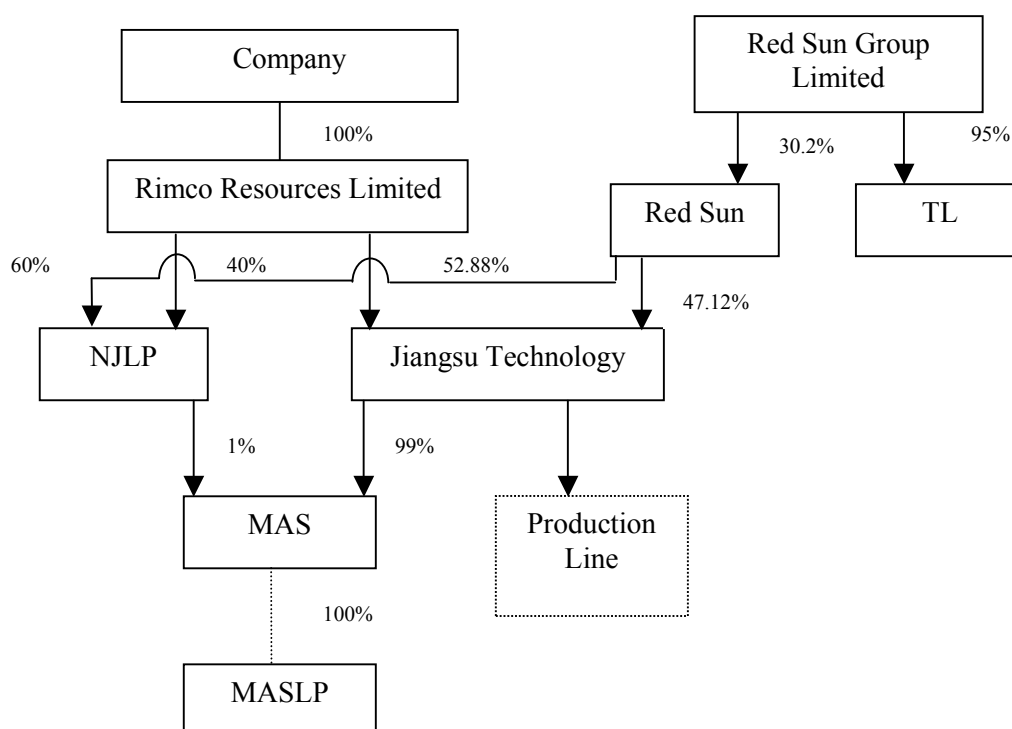 Company
Red Sun Group
Limited
100%
30.2%
95%
Rimco Resources Limited
Red Sun
TL
60%
40%
52.88%
47.12%
NJLP
Jiangsu Technology
1%
99%
MAS
Production
Line
100%
MASLP